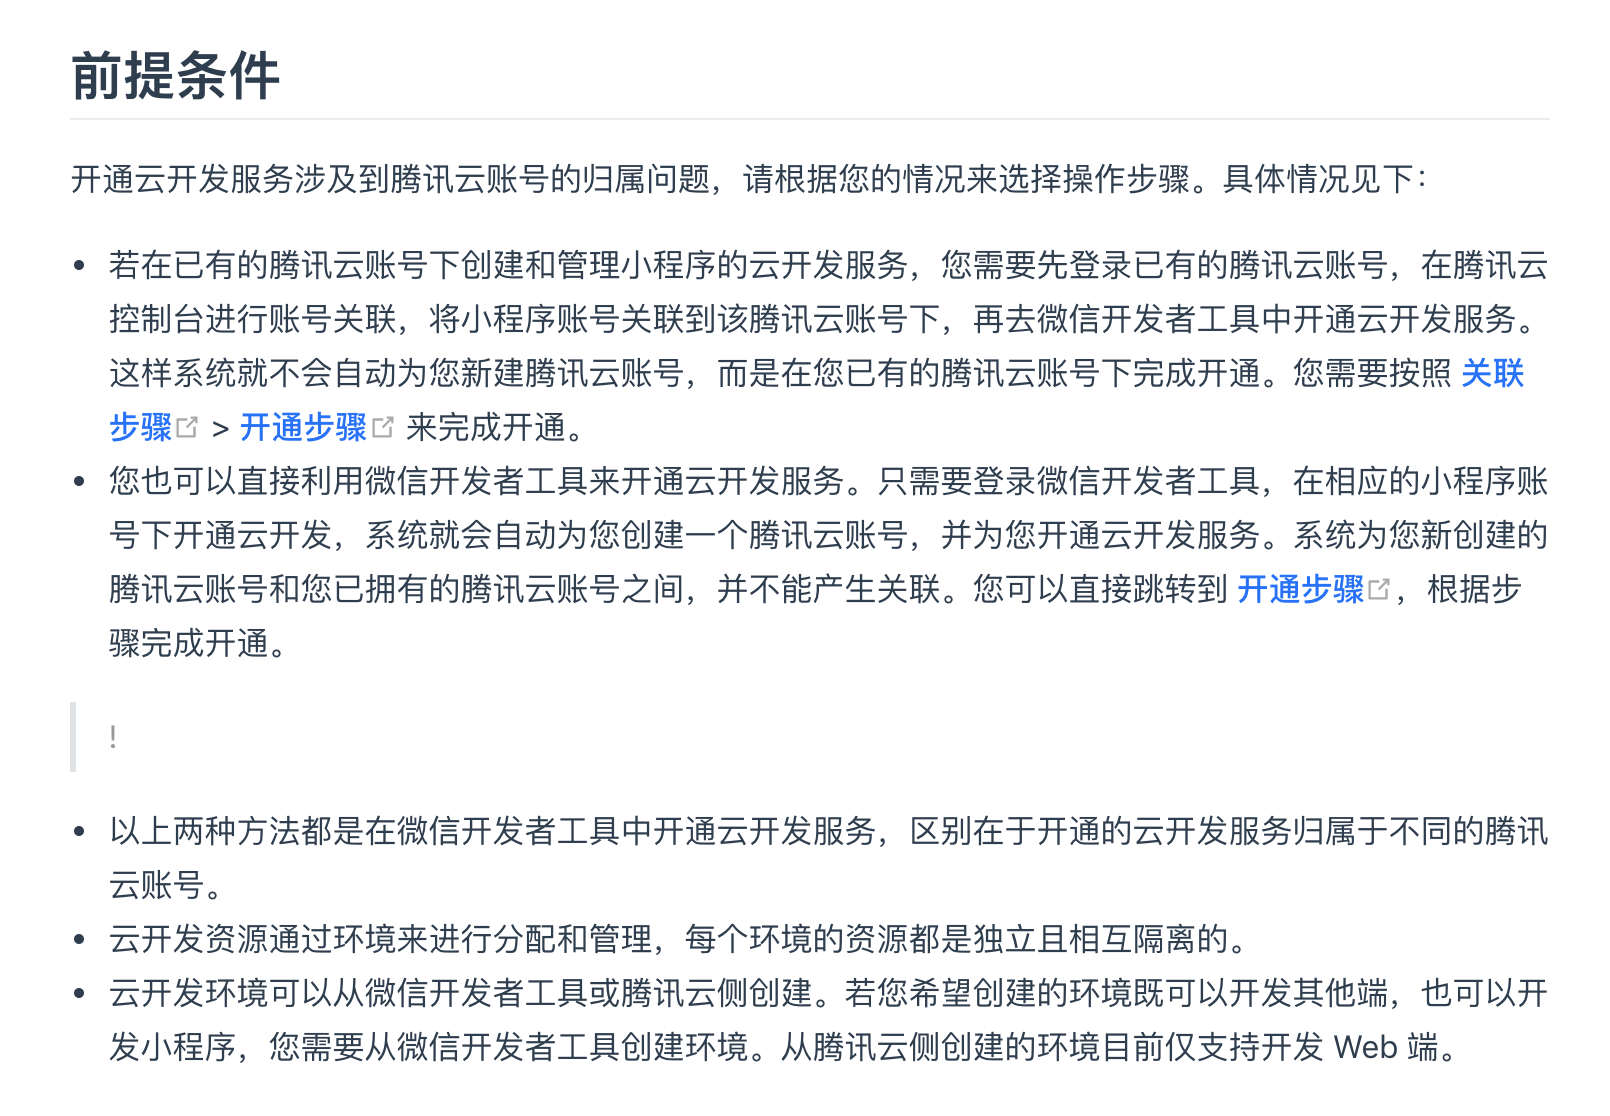 前提条件
开通云开发服务涉及到腾讯云账号的归属问题，请根据您的情况来选择操作步骤。具体情况见下：
• 若在已有的腾讯云账号下创建和管理小程序的云开发服务，您需要先登录已有的腾讯云账号，在腾讯云
控制台进行账号关联，将小程序账号关联到该腾讯云账号下，再去微信开发者工具中开通云开发服务。
这样系统就不会自动为您新建腾讯云账号，而是在您已有的腾讯云账号下完成开通。您需要按照 关联
步骤 > 开通步骤 来完成开通。
• 您也可以直接利用微信开发者工具来开通云开发服务。只需要登录微信开发者工具，在相应的小程序账
号下开通云开发，系统就会自动为您创建一个腾讯云账号，并为您开通云开发服务。系统为您新创建的
腾讯云账号和您已拥有的腾讯云账号之间，并不能产生关联。您可以直接跳转到 开通步骤，根据步
骤完成开通。
!
• 以上两种方法都是在微信开发者工具中开通云开发服务，区别在于开通的云开发服务归属于不同的腾讯
云账号。
• 云开发资源通过环境来进行分配和管理，每个环境的资源都是独立且相互隔离的。
• 云开发环境可以从微信开发者工具或腾讯云侧创建。若您希望创建的环境既可以开发其他端，也可以开
发小程序，您需要从微信开发者工具创建环境。从腾讯云侧创建的环境目前仅支持开发 Web 端。